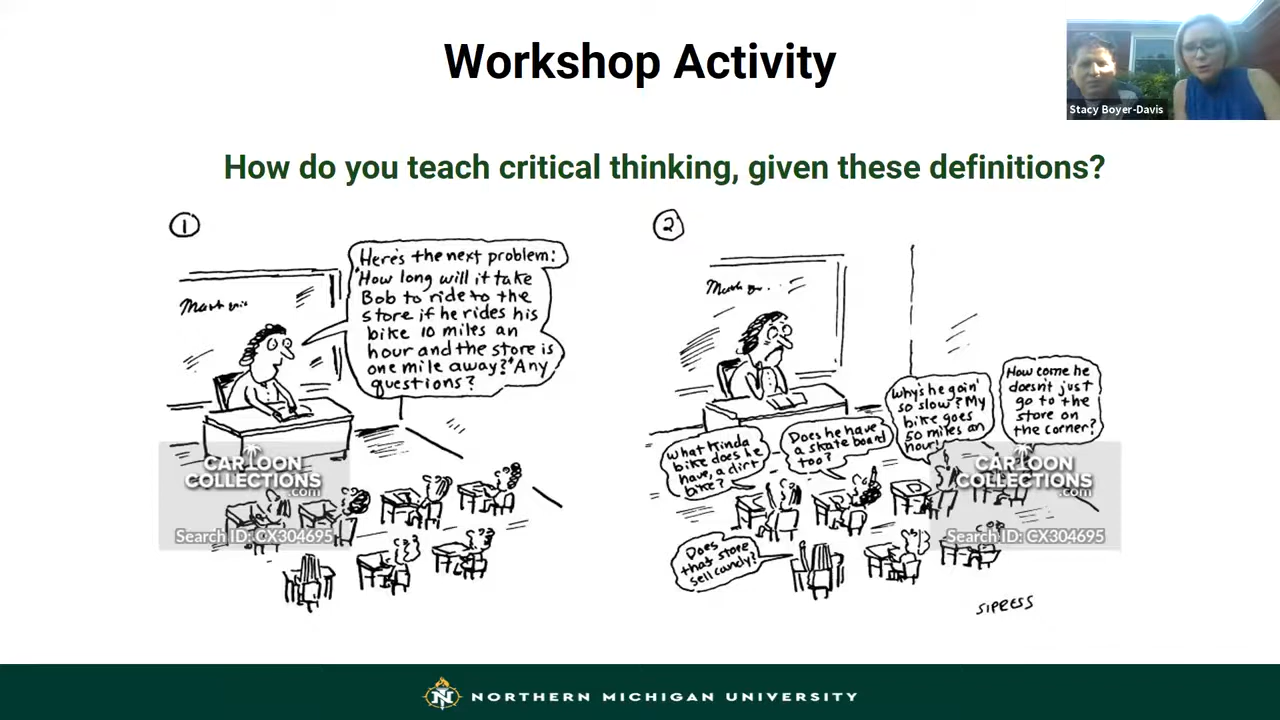 Workshop Activity
Stacy Boyer-Davis
How do you teach critical thinking, given these definitions?
1
Here's the next problem:
"How long will it take
Bob to ride to the
store if he rides his
bike 10 miles an
hour and the store is
one mile away?" Any
questions?
CARTOON
COLLECTIONS
.com
Search ID: CX304695
2
What kinda
bike does he
have, a dirt
bike?
Does he have
a skate board
too?
Why's he goin'
so slow? My
bike goes
50 miles an
hour!
How come he
doesn't just
go to the
store on
the corner?
Does
that store
sell candy?
CARTOON
COLLECTIONS
.com
Search ID: CX304695
SIPRESS
N NORTHERN MICHIGAN UNIVERSITY